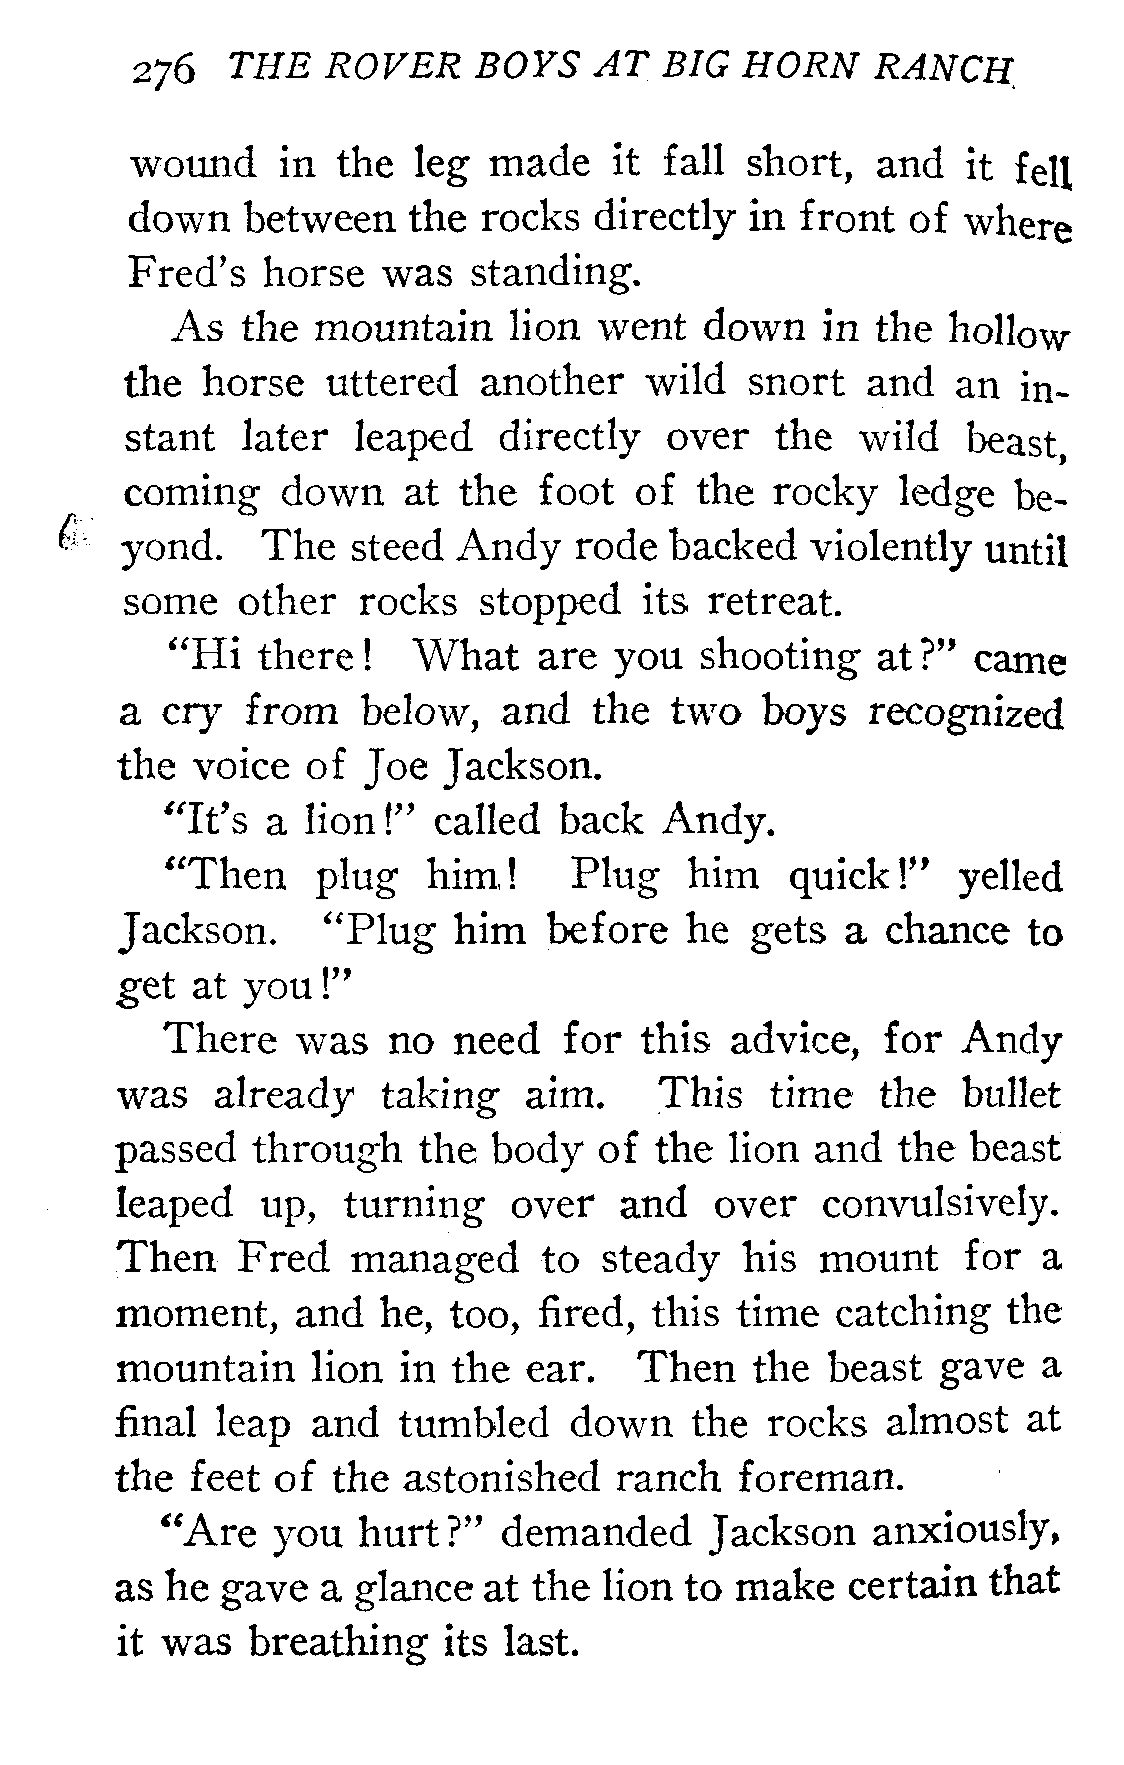 276 THE ROVER BOYS AT BIG HORN RANCH
wound in the leg made it fall short, and it fell
down between the rocks directly in front of where
Fred's horse was standing.
As the mountain lion went down in the hollow
the horse uttered another wild snort and an in-
stant later leaped directly over the wild beast,
coming down at the foot of the rocky ledge be-
yond. The steed Andy rode backed violently until
some other rocks stopped its retreat.
“Hi there! What are you shooting at?” came
a cry from below, and the two boys recognized
the voice of Joe Jackson.
“It's a lion!” called back Andy.
“Then plug him! Plug him quick!” yelled
Jackson. “Plug him before he gets a chance to
get at you!”
There was no need for this advice, for Andy
was already taking aim. This time the bullet
passed through the body of the lion and the beast
leaped up, turning over and over convulsively.
Then Fred managed to steady his mount for a
moment, and he, too, fired, this time catching the
mountain lion in the ear. Then the beast gave a
final leap and tumbled down the rocks almost at
the feet of the astonished ranch foreman.
“Are you hurt?” demanded Jackson anxiously,
as he gave a glance at the lion to make certain that
it was breathing its last.